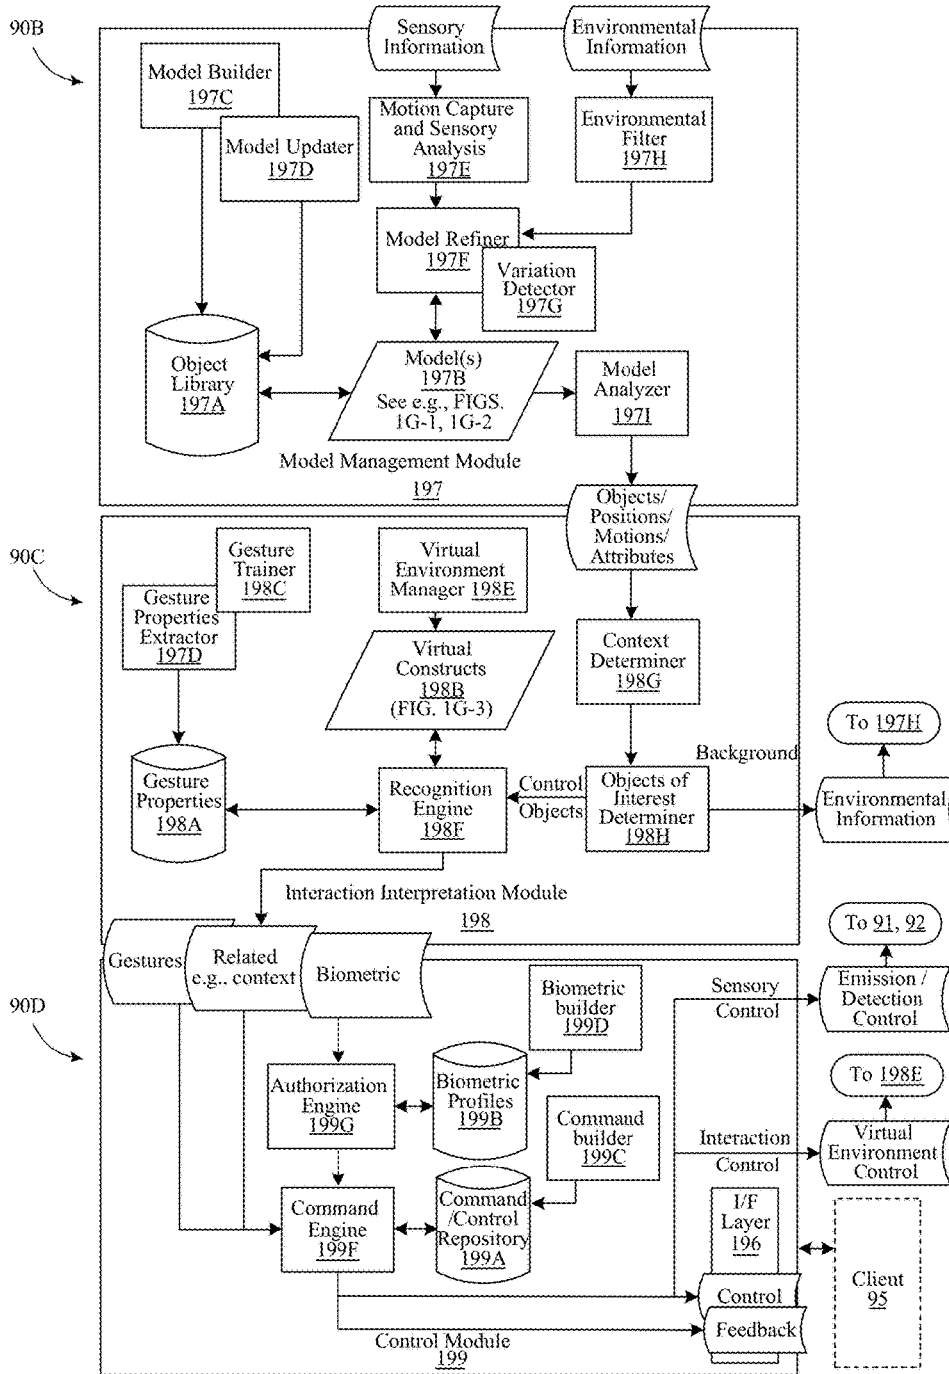 90B
Sensory
Information
Environmental
Information
Model Builder
197C
Model Updater
197D
Motion Capture
and Sensory
Analysis
197E
Environmental
Filter
197H
Model Refiner
197F
Variation
Detector
197G
Object
Library
197A
Model(s)
197B
See e.g., FIGS.
1G-1, 1G-2
Model
Analyzer
197I
Model Management Module
197
Objects/
Positions/
Motions/
Attributes
90C
Gesture
Trainer
198C
Gesture
Properties
Extractor
197D
Virtual
Environment
Manager 198E
Virtual
Constructs
198B
(FIG. 1G-3)
Context
Determiner
198G
To 197H
Background
Gesture
Properties
198A
Recognition
Engine
198F
Control
Objects
Objects of
Interest
Determiner
198H
Environmental
Information
Interaction Interpretation Module
198
Gestures
Related
e.g., context
Biometric
To 91, 92
90D
Biometric
builder
199D
Sensory
Control
Emission /
Detection
Control
Authorization
Engine
199G
Biometric
Profiles
199B
Command
builder
199C
To 198E
Interaction
Control
Virtual
Environment
Control
Command
Engine
199F
Command
/Control
Repository
199A
I/F
Layer
196
Client
95
Control
Feedback
Control Module
199